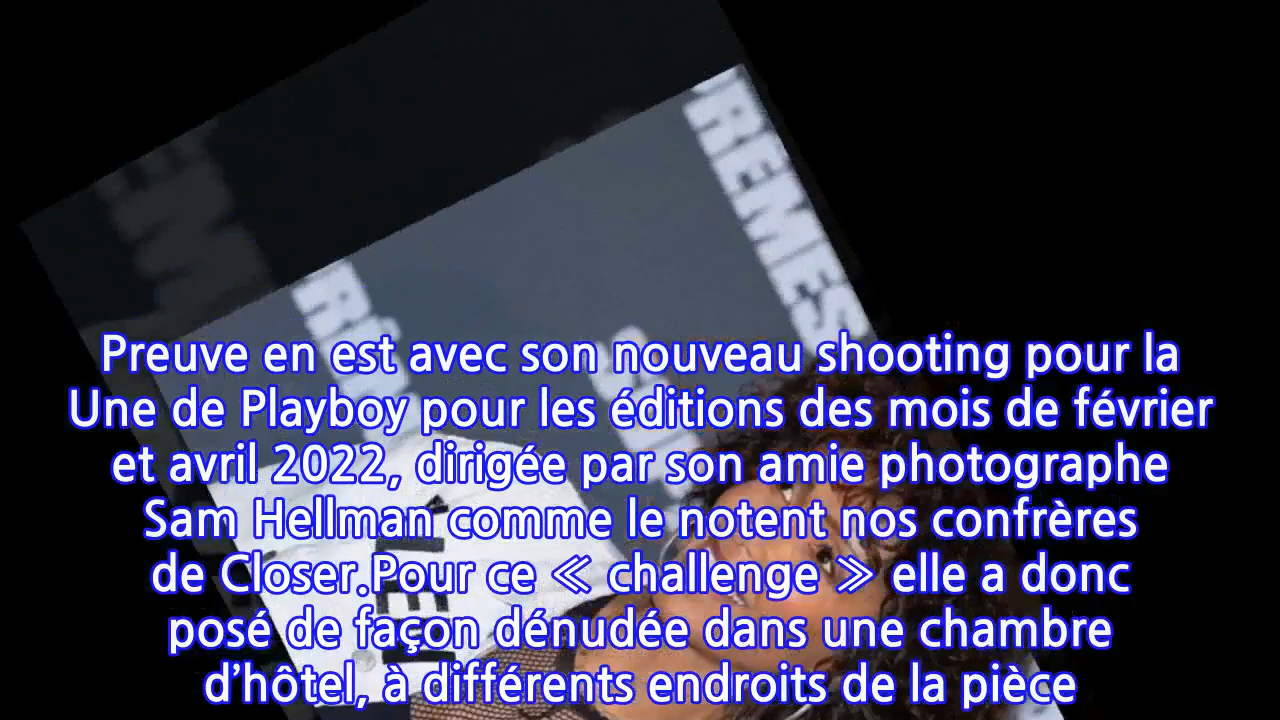 REMES
Preuve en est avec son nouveau shooting pour la
Une de Playboy pour les éditions des mois de février
et avril 2022, dirigée par son amie photographe
Sam Hellman comme le notent nos confrères
de Closer.Pour ce ≪ challenge ≫ elle a donc
posé de façon dénudée dans une chambre
d’hôtel, à différents endroits de la pièce